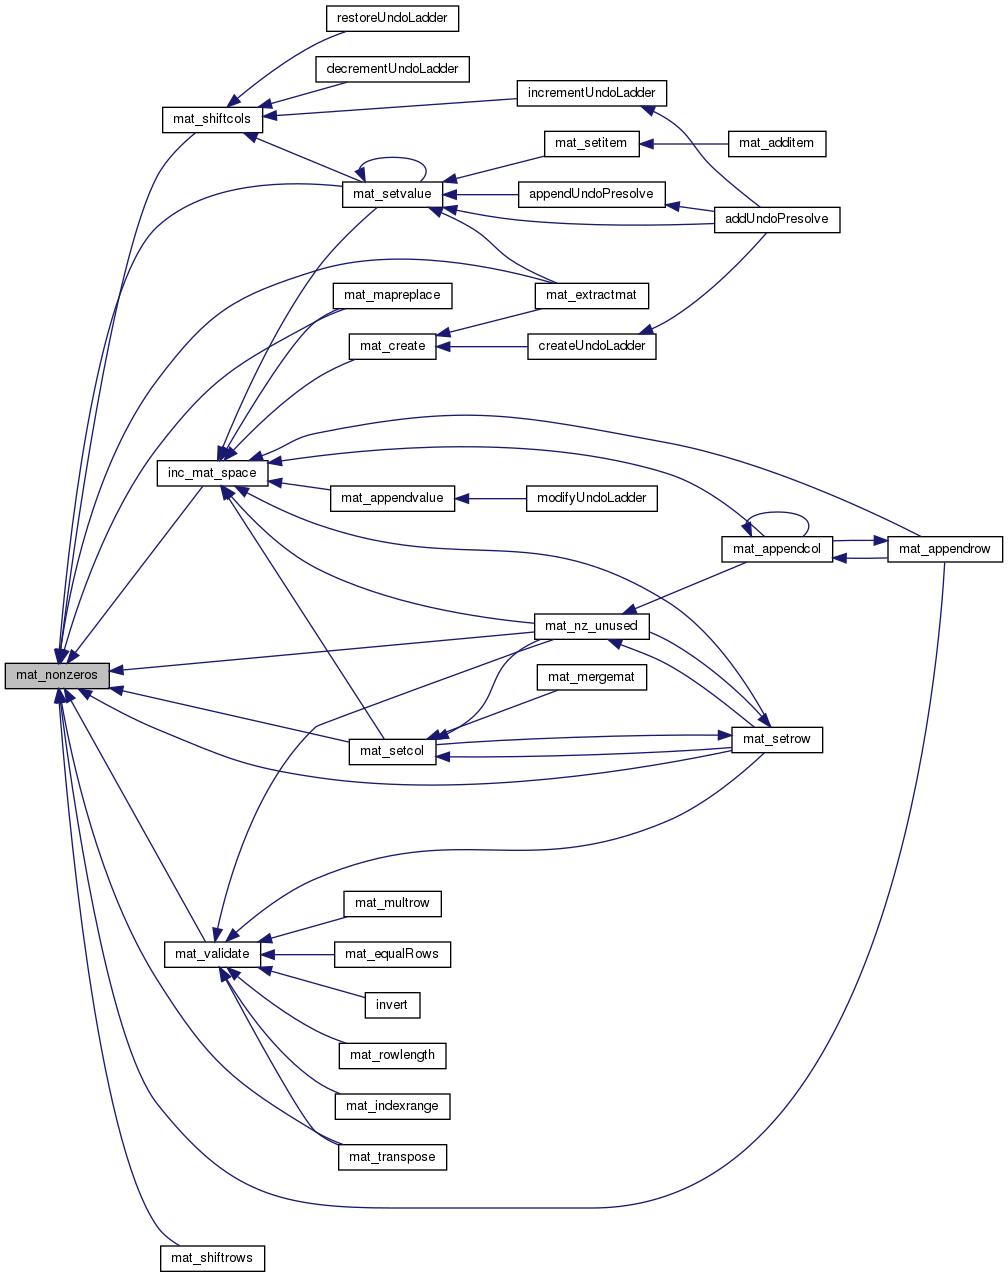 restoreUndoLadder
decrementUndoLadder
incrementUndoLadder
mat_shiftcols
mat_setitem
mat_additem
mat_setvalue
appendUndoPresolve
addUndoPresolve
mat_mapreplace
mat_extractmat
mat_create
createUndoLadder
inc_mat_space
mat_appendvalue
modifyUndoLadder
mat_appendcol
mat_appendrow
mat_nz_unused
mat_nonzeros
mat_mergemat
mat_setcol
mat_setrow
mat_multrow
mat_validate
mat_equalRows
invert
mat_rowlength
mat_indexrange
mat_transpose
mat_shiftrows